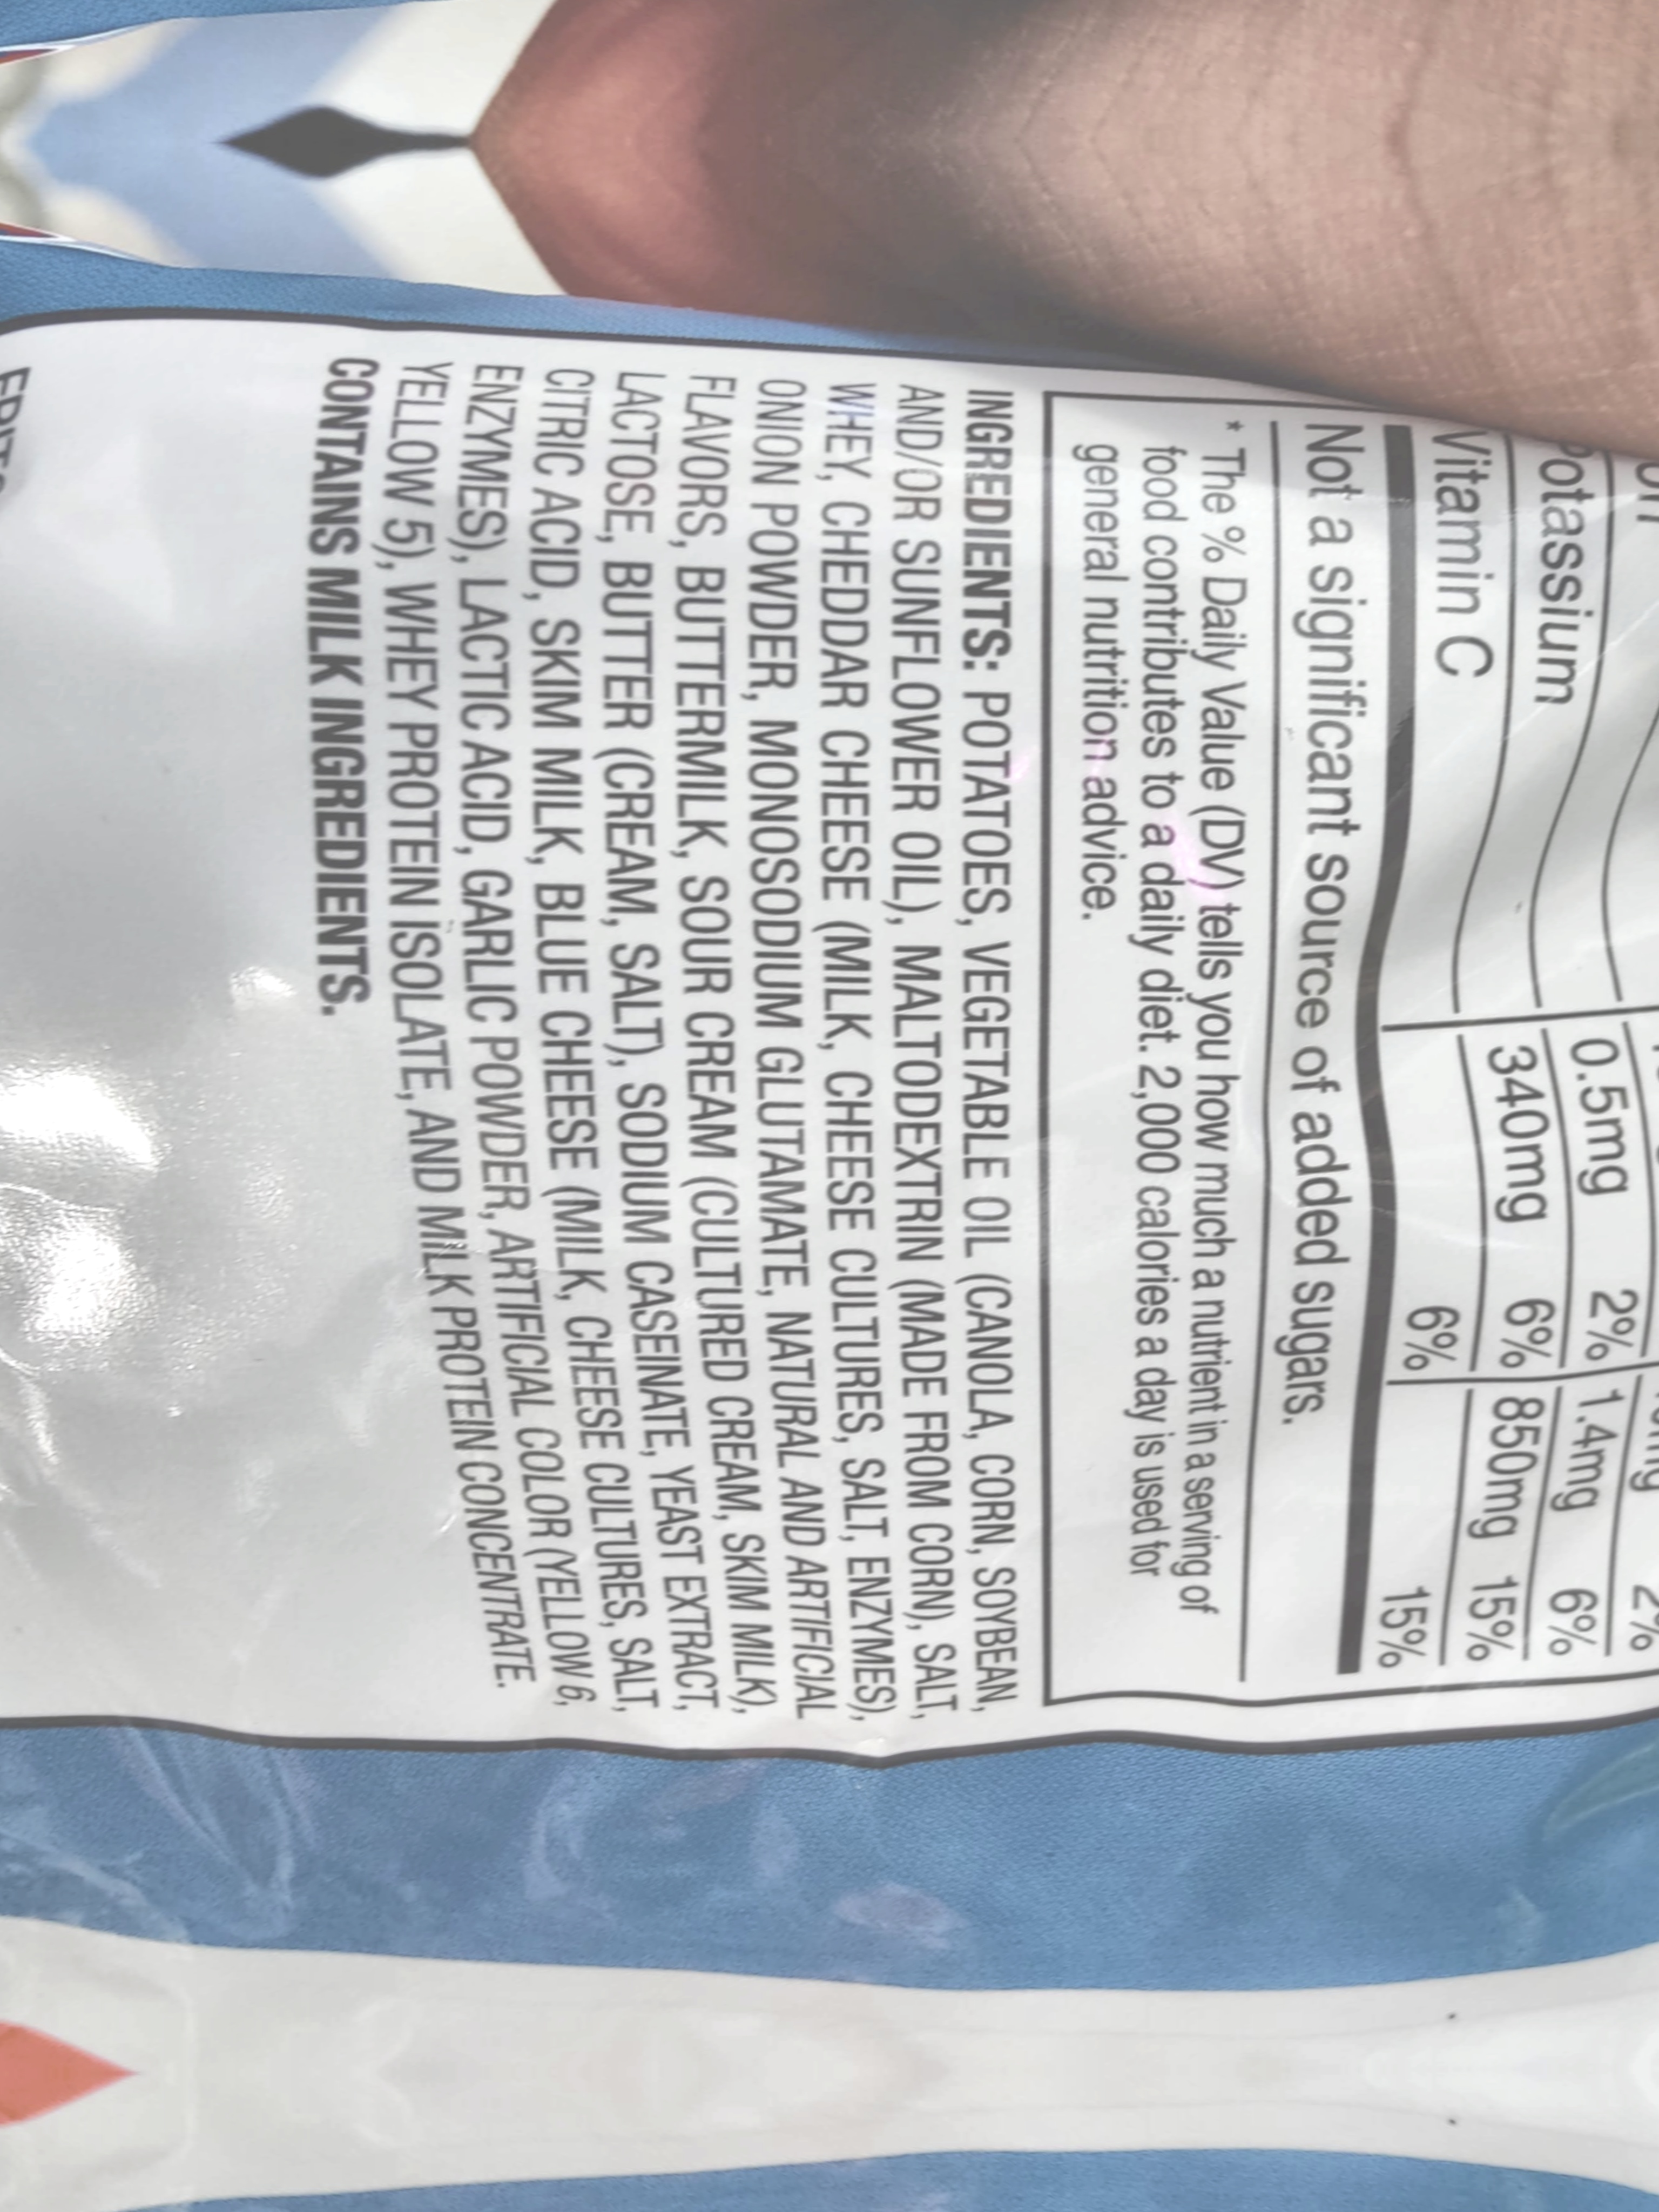 2%
0.5mg 2% 1.4mg 6%
Potassium 340mg 6% 850mg 15%
Vitamin C 6% 15%
Not a significant source of added sugars.
* The % Daily Value (DV) tells you how much a nutrient in a serving of
food contributes to a daily diet. 2,000 calories a day is used for
general nutrition advice.
INGREDIENTS: POTATOES, VEGETABLE OIL (CANOLA, CORN, SOYBEAN,
AND/OR SUNFLOWER OIL), MALTODEXTRIN (MADE FROM CORN), SALT,
WHEY, CHEDDAR CHEESE (MILK, CHEESE CULTURES, SALT, ENZYMES),
ONION POWDER, MONOSODIUM GLUTAMATE, NATURAL AND ARTIFICIAL
FLAVORS, BUTTERMILK, SOUR CREAM (CULTURED CREAM, SKIM MILK),
LACTOSE, BUTTER (CREAM, SALT), SODIUM CASEINATE, YEAST EXTRACT,
CITRIC ACID, SKIM MILK, BLUE CHEESE (MILK, CHEESE CULTURES, SALT,
ENZYMES), LACTIC ACID, GARLIC POWDER, ARTIFICIAL COLOR (YELLOW 6,
YELLOW 5), WHEY PROTEIN ISOLATE, AND MILK PROTEIN CONCENTRATE.
CONTAINS MILK INGREDIENTS.